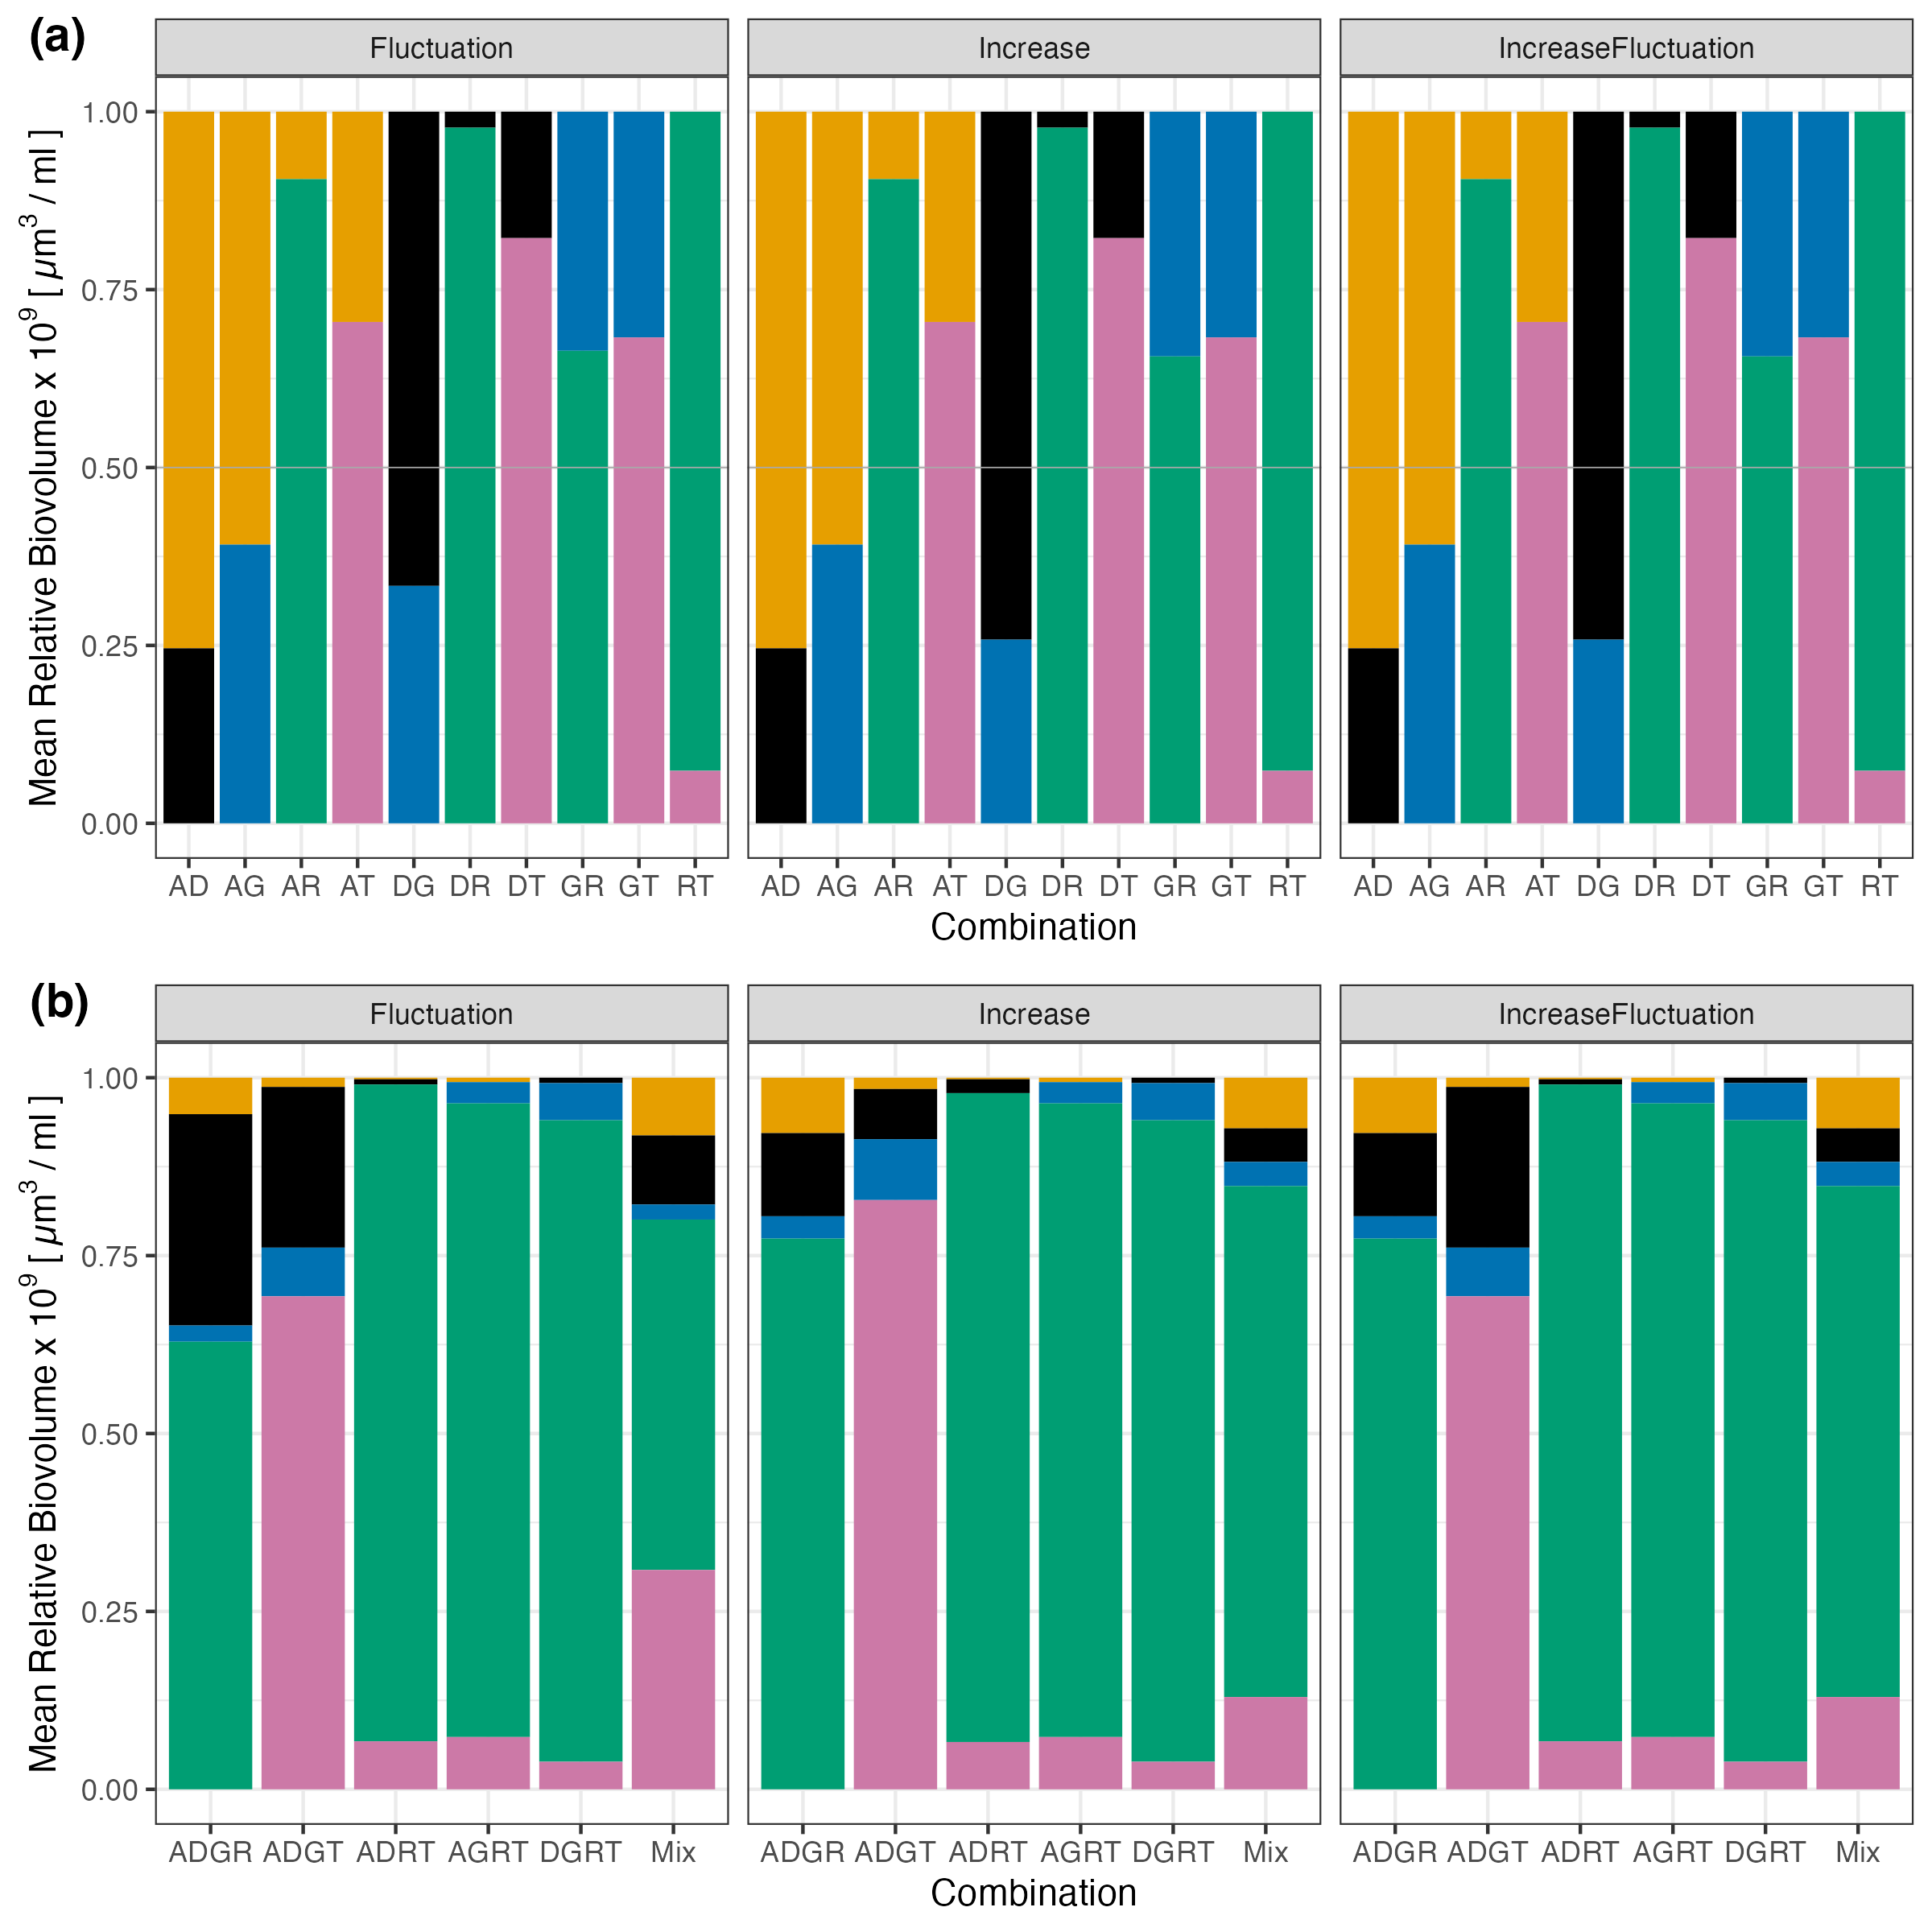 (a)
Fluctuation Increase IncreaseFluctuation
Mean Relative Biovolume x 10⁹ [ µm³ / ml ]
1.00
0.75
0.50
0.25
0.00
AD AG AR AT DG DR DT GR GT RT AD AG AR AT DG DR DT GR GT RT AD AG AR AT DG DR DT GR GT RT
Combination
(b)
Fluctuation Increase IncreaseFluctuation
Mean Relative Biovolume x 10⁹ [ µm³ / ml ]
1.00
0.75
0.50
0.25
0.00
ADGR ADGT ADRT AGRT DGRT Mix ADGR ADGT ADRT AGRT DGRT Mix ADGR ADGT ADRT AGRT DGRT Mix
Combination